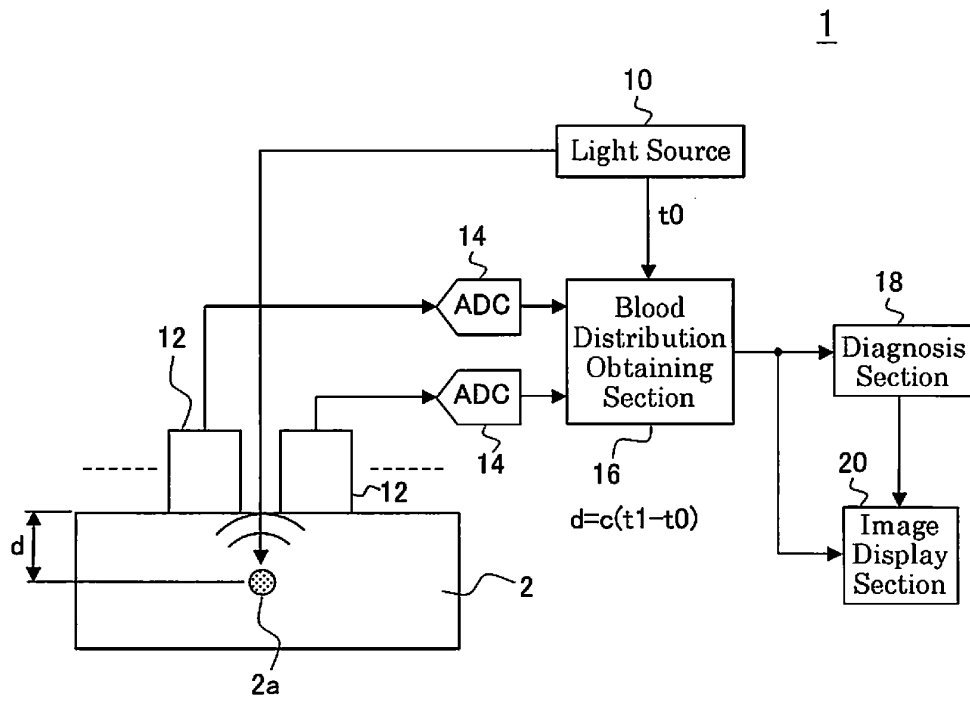 1
10
Light Source
t0
14
ADC
Blood
Distribution
Obtaining
Section
18
Diagnosis
Section
12
ADC
14
16
20
12
d=c(t1-t0)
Image
Display
Section
d
2
2a